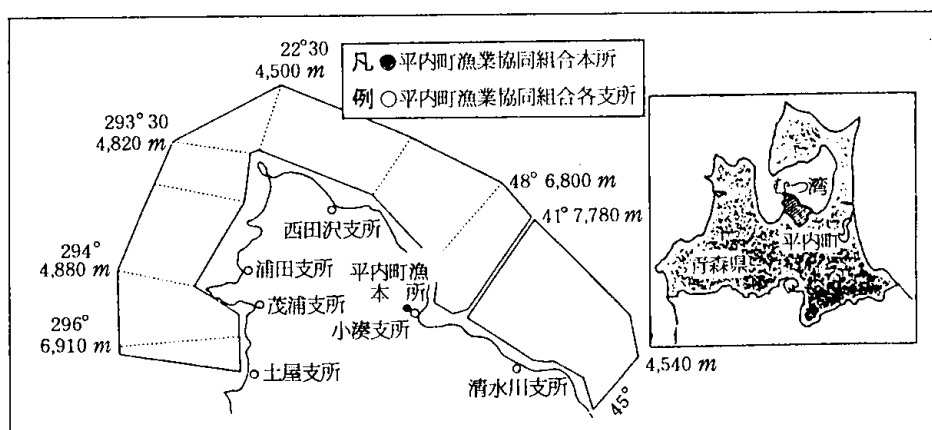 22°30
4,500 m
凡 ●平内町漁業協同組合本所
例 ○平内町漁業協同組合各支所
293°30
4,820 m
48° 6,800 m
41° 7,780 m
むつ湾
西田沢支所
平内町
青森県
294°
4,880 m
浦田支所
平内町漁
本所
茂浦支所
小湊支所
296°
6,910 m
土屋支所
清水川支所
4,540 m
45°